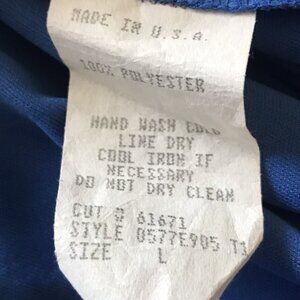 MADE IN U.S.A.
100% POLYESTER
HAND WASH COLD
LINE DRY
COOL IRON IF
NECESSARY
DO NOT DRY CLEAN
CUT # 61671
STYLE 0577E905 T1
SIZE L